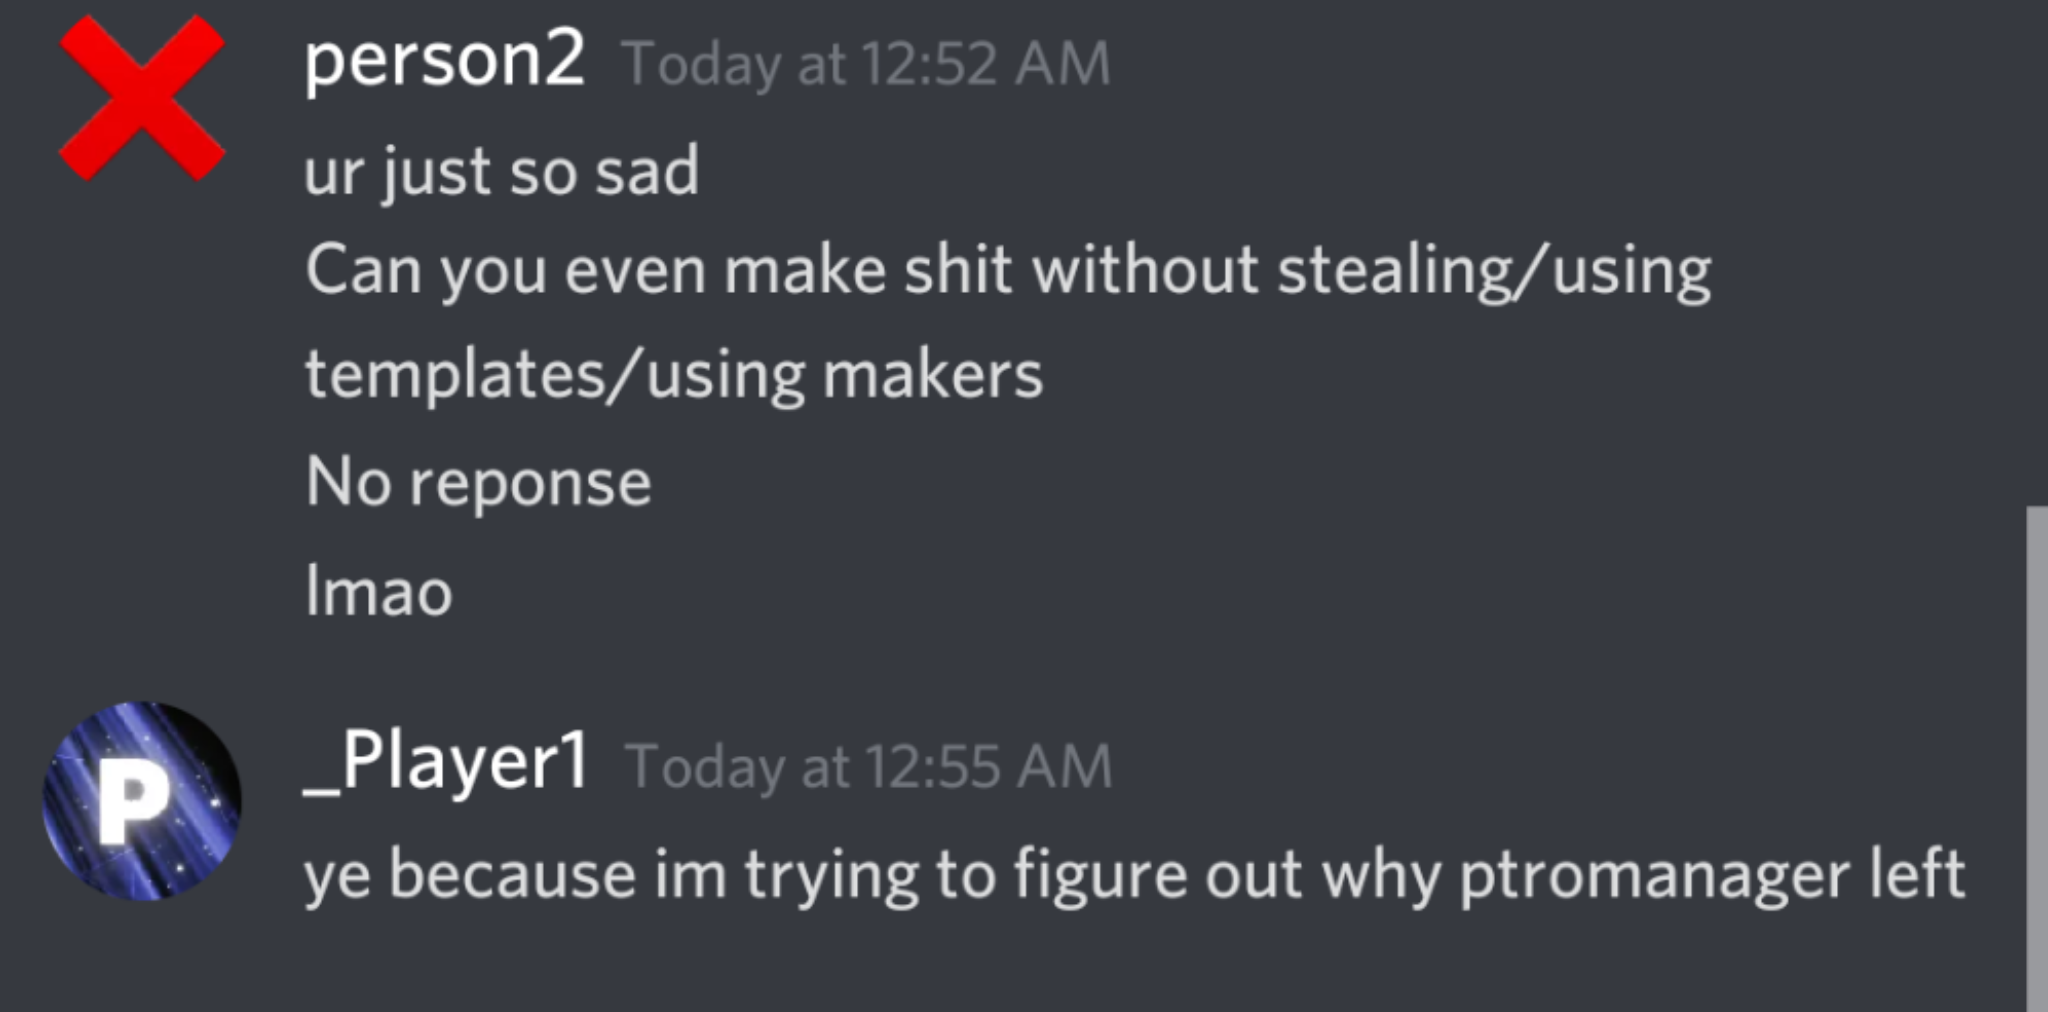 person2 Today at 12:52 AM
ur just so sad
Can you even make shit without stealing/using
templates/using makers
No reponse
lmao
P
_Player1 Today at 12:55 AM
ye because im trying to figure out why ptromanager left